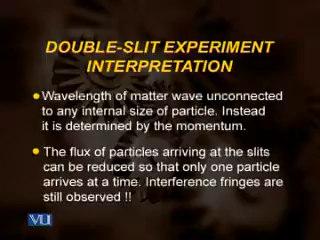 DOUBLE-SLIT EXPERIMENT
INTERPRETATION
● Wavelength of matter wave unconnected
to any internal size of particle. Instead
it is determined by the momentum.
● The flux of particles arriving at the slits
can be reduced so that only one particle
arrives at a time. Interference fringes are
still observed !!
VU